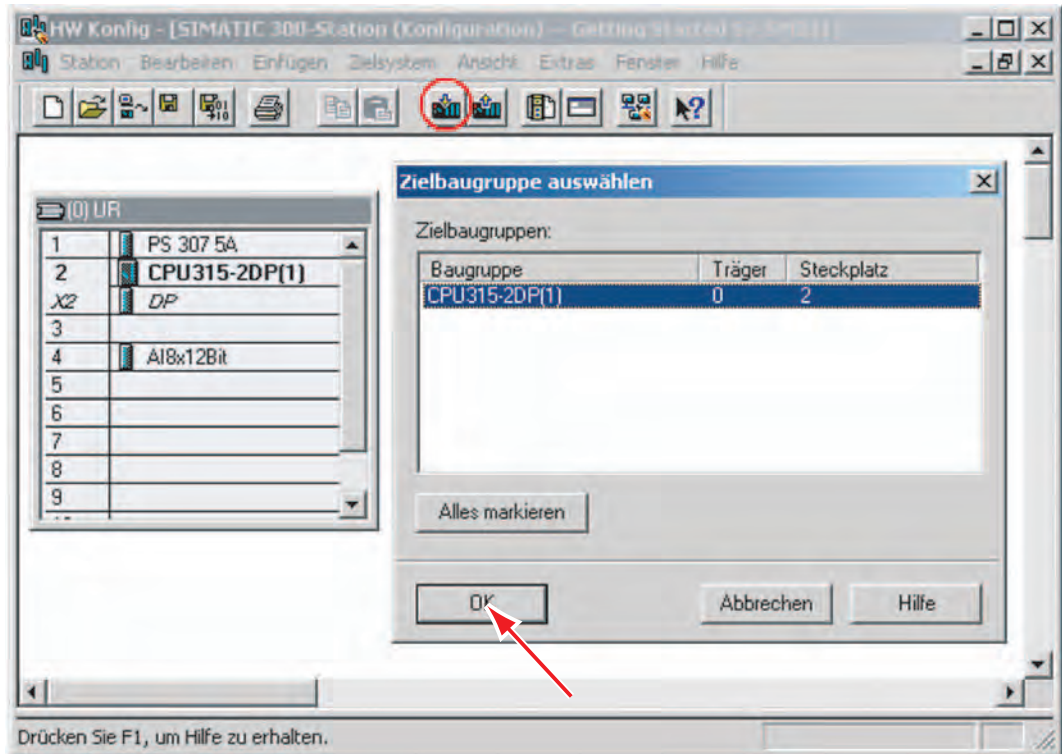 HW Konfig - [SIMATIC 300-Station (Konfiguration) -- Getting Started S7
Station Bearbeiten Einfügen Zielsystem Ansicht Extras Fenster Hilfe
(0) UR
1 PS 307 5A
2 CPU315-2DP(1)
X2 DP
3
4 AI8x12Bit
5
6
7
8
9
Zielbaugruppe auswählen
Zielbaugruppen:
Baugruppe Träger Steckplatz
CPU315-2DP(1) 0 2
Alles markieren
OK Abbrechen Hilfe
Drücken Sie F1, um Hilfe zu erhalten.